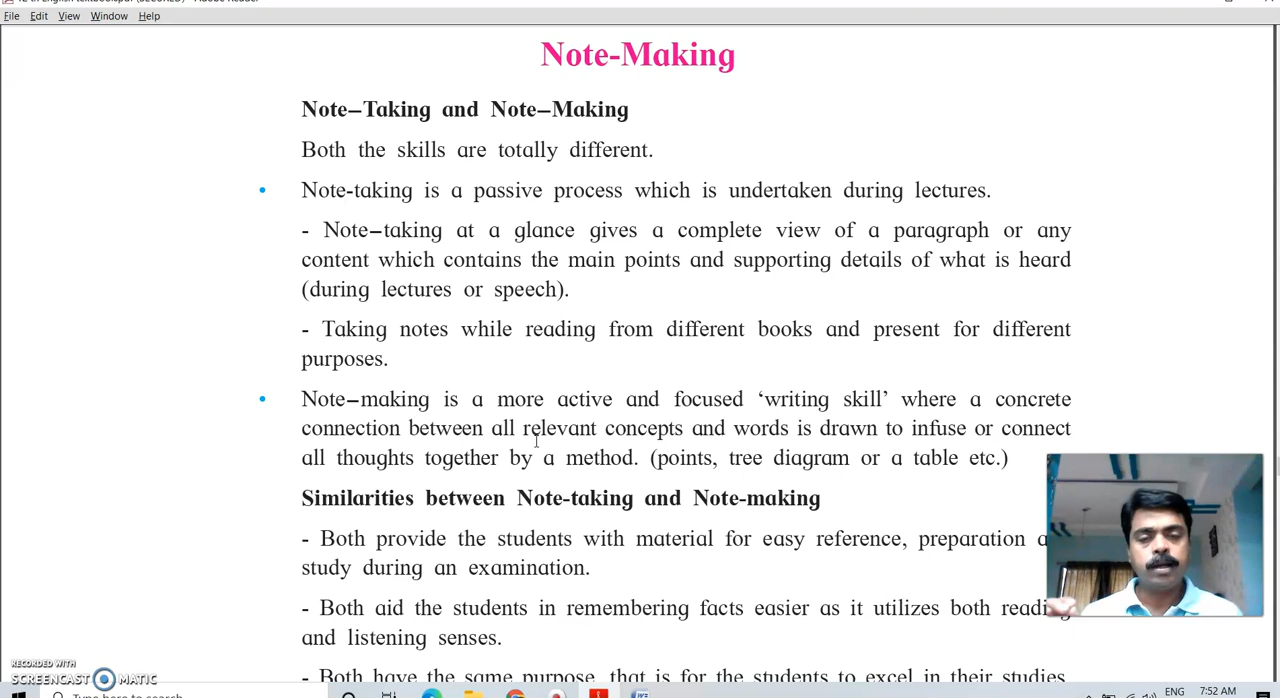 File Edit View Window Help
Note-Making
Note–Taking and Note–Making
Both the skills are totally different.
• Note-taking is a passive process which is undertaken during lectures.
- Note–taking at a glance gives a complete view of a paragraph or any
content which contains the main points and supporting details of what is heard
(during lectures or speech).
- Taking notes while reading from different books and present for different
purposes.
• Note–making is a more active and focused ‘writing skill’ where a concrete
connection between all relevant concepts and words is drawn to infuse or connect
all thoughts together by a method. (points, tree diagram or a table etc.)
Similarities between Note-taking and Note-making
- Both provide the students with material for easy reference, preparation
study during an examination.
- Both aid the students in remembering facts easier as it utilizes both
and listening senses.
- Both have the same purpose, that is for the students to excel in their studies
RECORDED WITH
SCREENCAST MATIC
Type here to search
ENG
7:52 AM